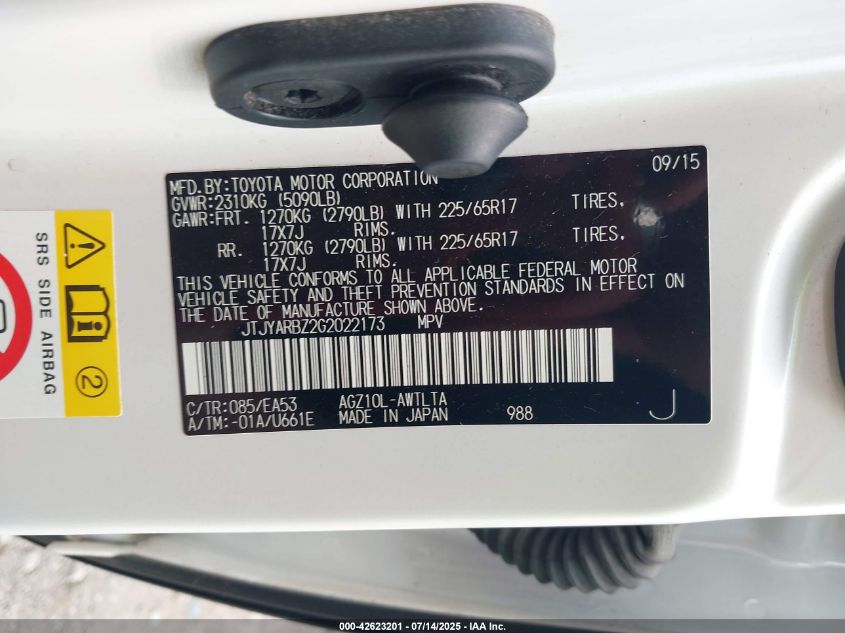 09/15
MFD.BY:TOYOTA MOTOR CORPORATION
GVWR:2310KG (5090LB)
GAWR:FRT. 1270KG (2790LB) WITH 225/65R17 TIRES,
17X7J RIMS.
RR. 1270KG (2790LB) WITH 225/65R17 TIRES,
17X7J RIMS.
THIS VEHICLE CONFORMS TO ALL APPLICABLE FEDERAL MOTOR
VEHICLE SAFETY AND THEFT PREVENTION STANDARDS IN EFFECT ON
THE DATE OF MANUFACTURE SHOWN ABOVE.
JTJYARBZ2G2022173 MPV
C/TR:085/EA53 AGZ10L-AWTLTA
A/TM:-01A/U661E MADE IN JAPAN 988 J
SRS SIDE AIRBAG
2
000-42623201 - 07/14/2025 - IAA Inc.